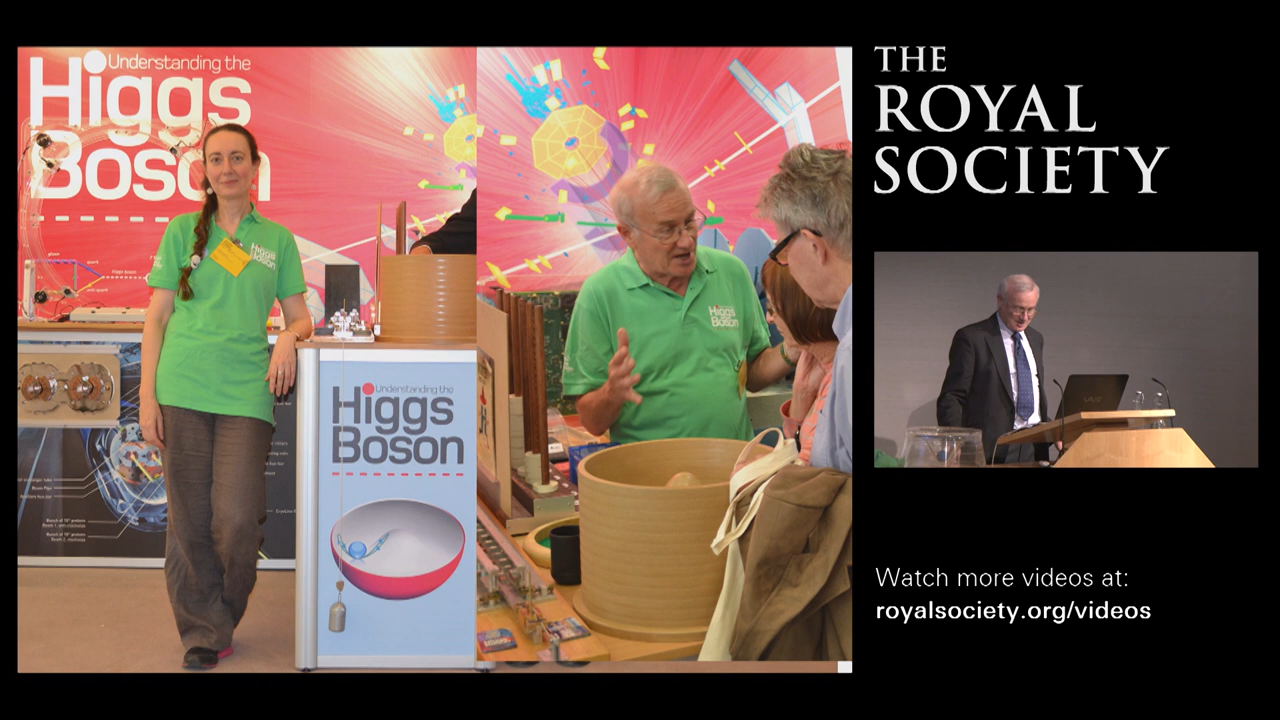 Understanding the
Higgs
Boson
Understanding the
Higgs
Boson
Higgs
Boson
Higgs
Boson
THE
ROYAL
SOCIETY
Watch more videos at:
royalsociety.org/videos